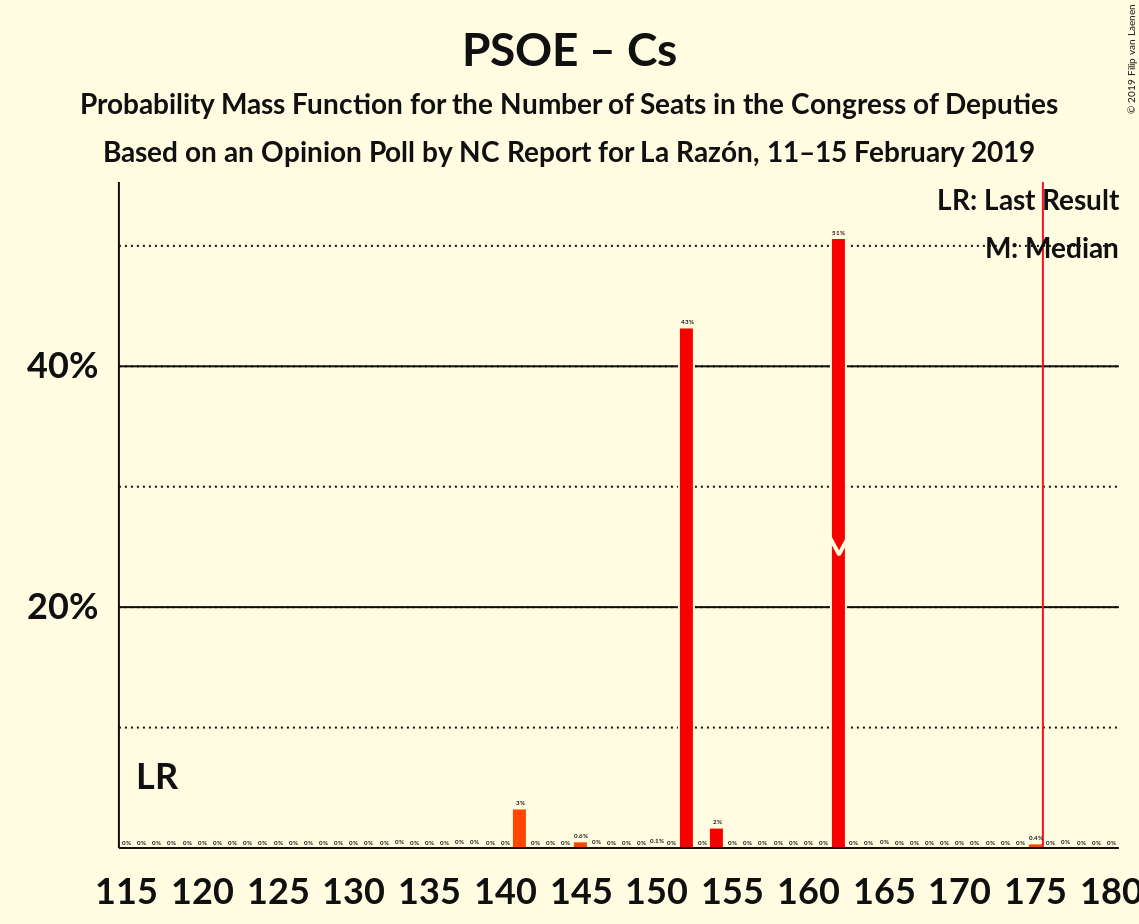 PSOE – Cs
Probability Mass Function for the Number of Seats in the Congress of Deputies
Based on an Opinion Poll by NC Report for La Razón, 11–15 February 2019
© 2019 Filip van Laenen
LR: Last Result
M: Median
40%
20%
LR
M
3%
0.6%
0.1%
43%
2%
51%
0.4%
115 120 125 130 135 140 145 150 155 160 165 170 175 180